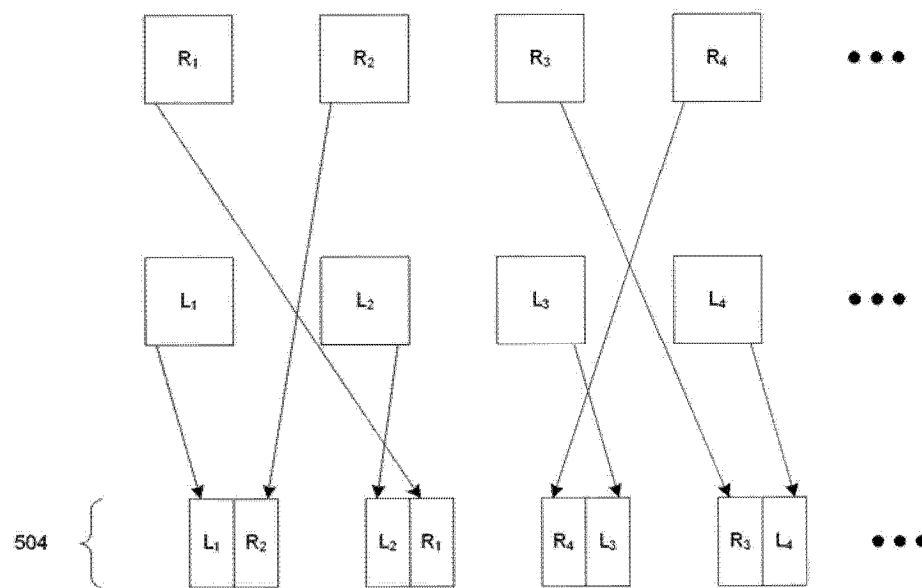 R₁ R₂ R₃ R₄
L₁ L₂ L₃ L₄
504 L₁ R₂ L₂ R₁ R₄ L₃ R₃ L₄